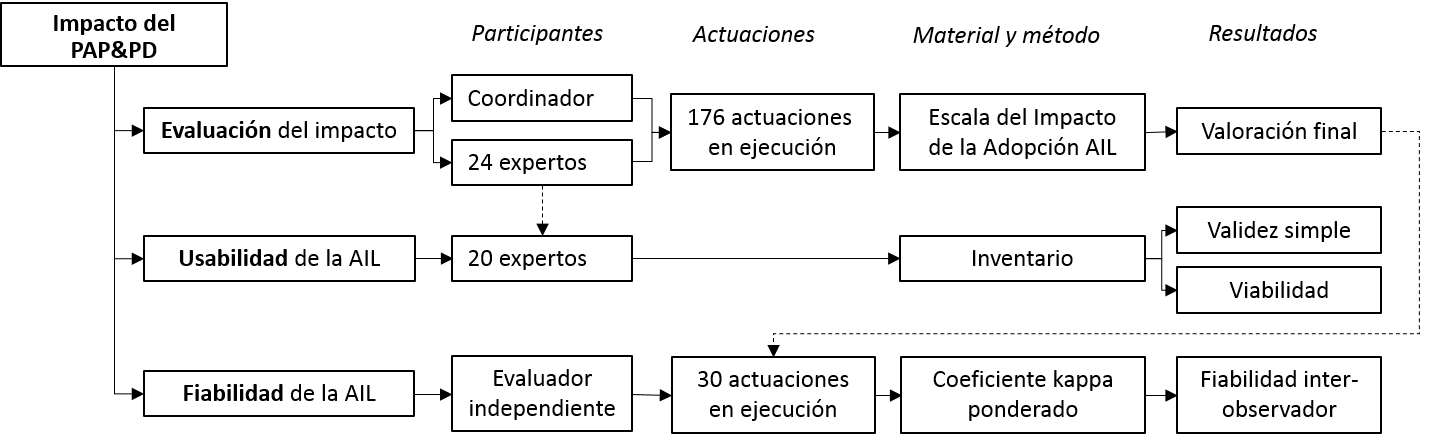 Impacto del
PAP&PD
Participantes
Actuaciones
Material y método
Resultados
Evaluación del impacto
Coordinador
24 expertos
176 actuaciones
en ejecución
Escala del Impacto
de la Adopción AIL
Valoración final
Usabilidad de la AIL
20 expertos
Inventario
Validez simple
Viabilidad
Fiabilidad de la AIL
Evaluador
independiente
30 actuaciones
en ejecución
Coeficiente kappa
ponderado
Fiabilidad inter-
observador